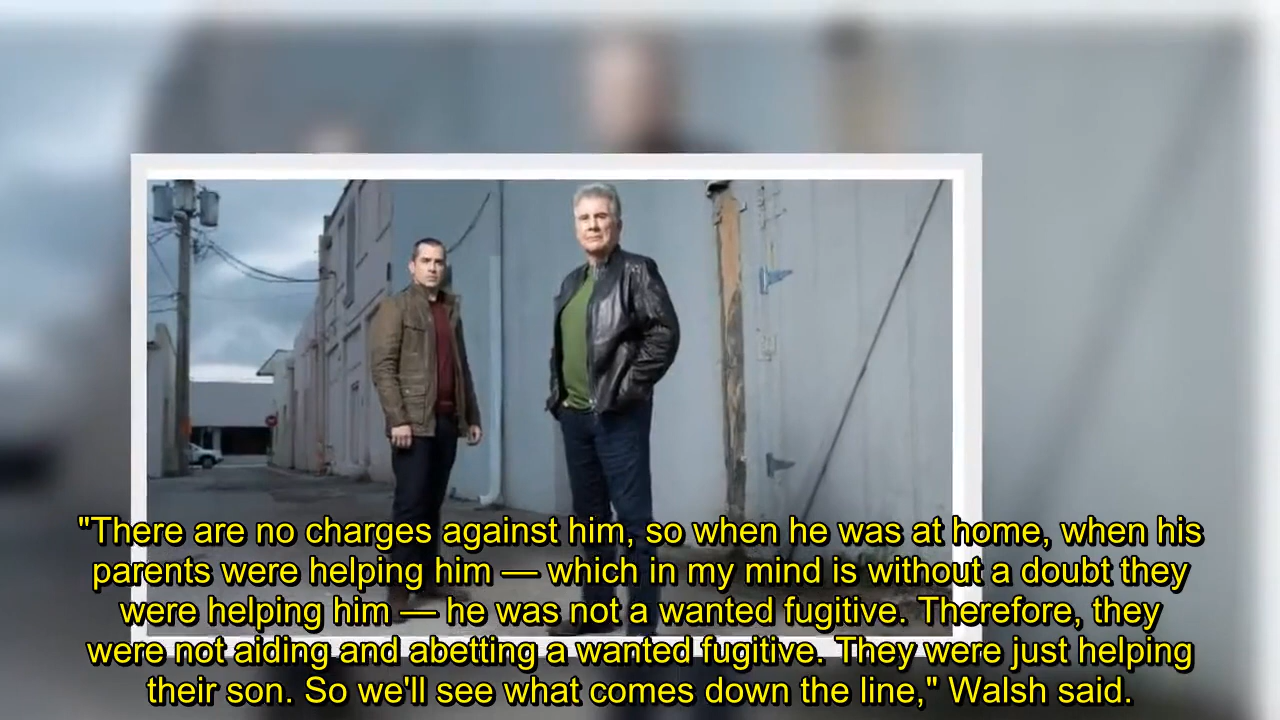 "There are no charges against him, so when he was at home, when his
parents were helping him — which in my mind is without a doubt they
were helping him — he was not a wanted fugitive. Therefore, they
were not aiding and abetting a wanted fugitive. They were just helping
their son. So we'll see what comes down the line," Walsh said.